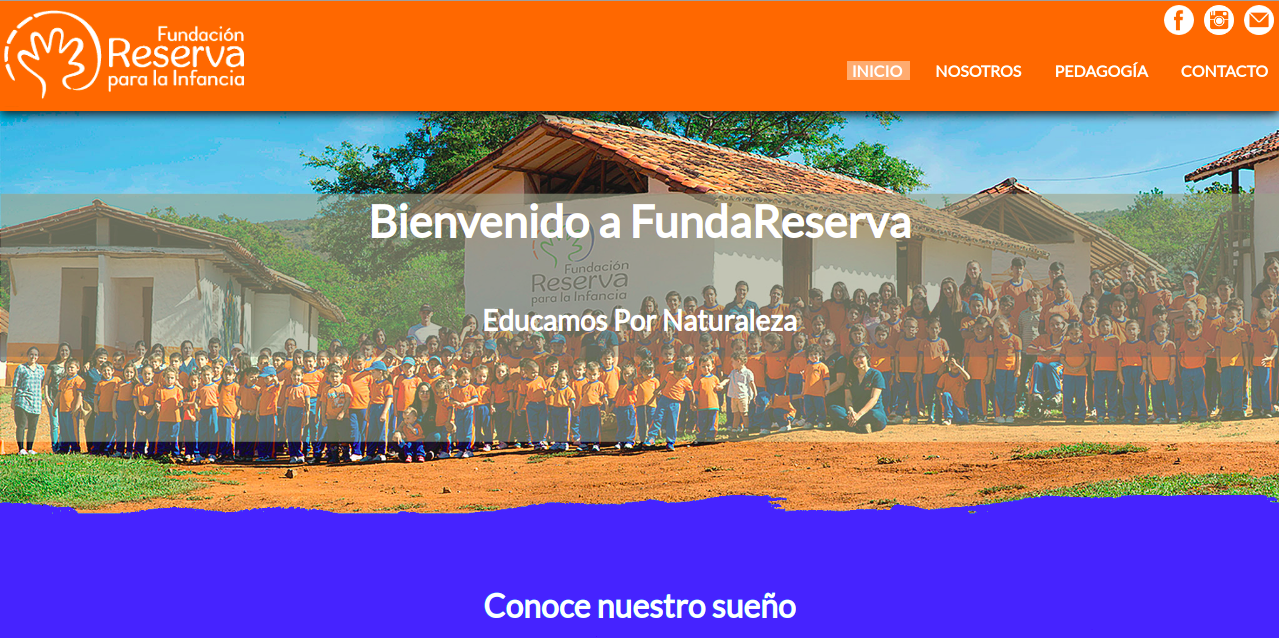 Fundación
Reserva
para la Infancia
INICIO NOSOTROS PEDAGOGÍA CONTACTO
Bienvenido a FundaReserva
Fundación
Reserva
para la Infancia
Educamos Por Naturaleza
Conoce nuestro sueño